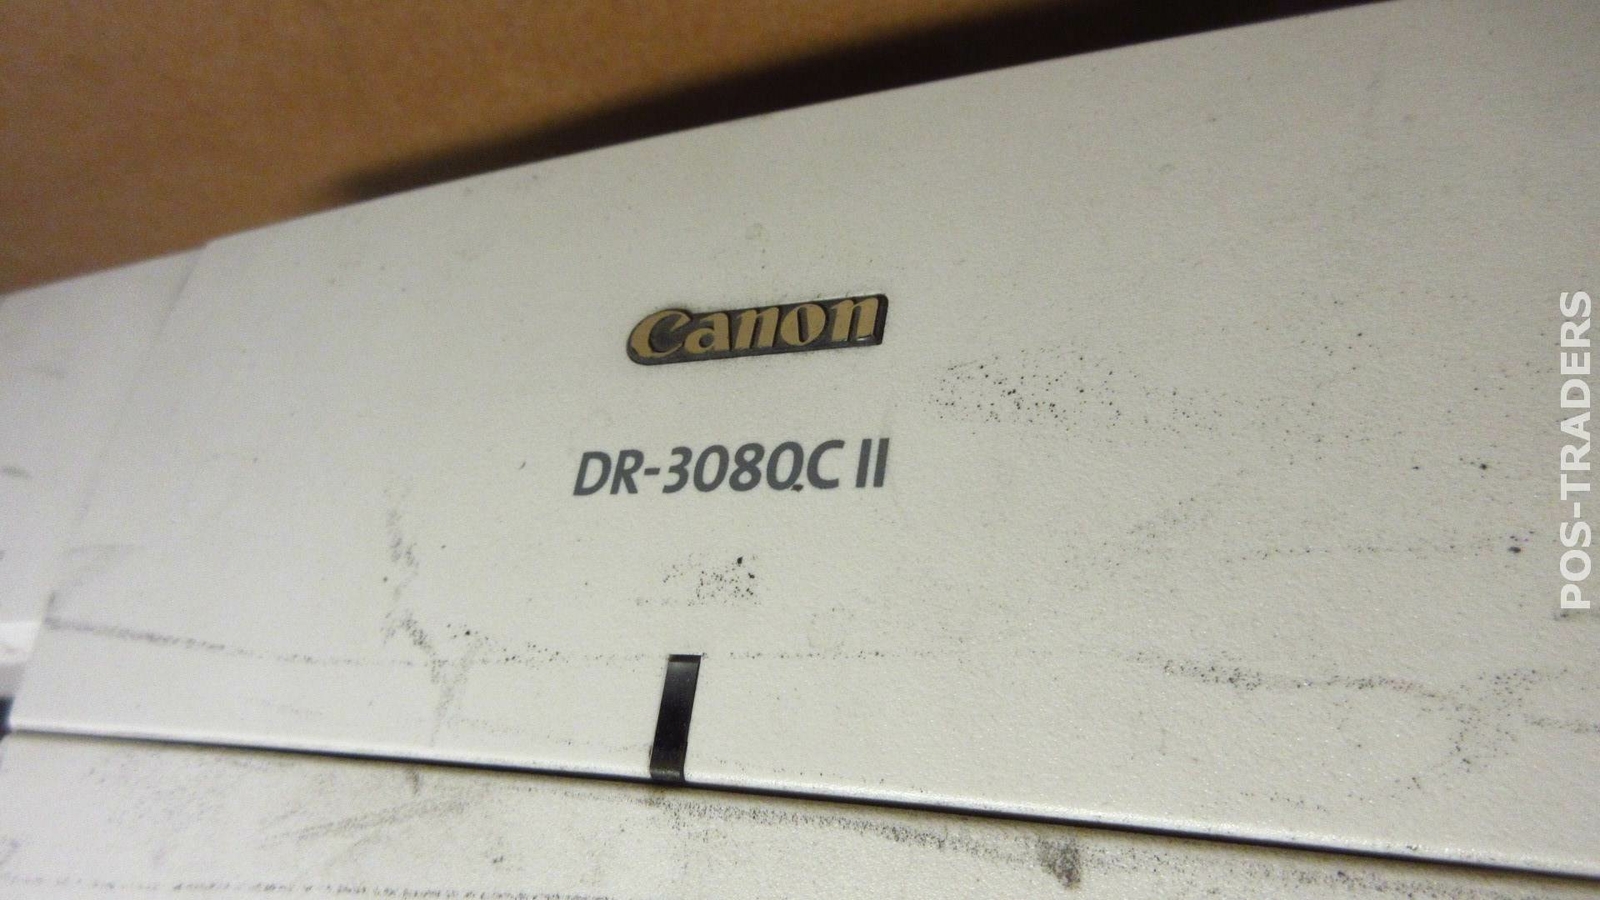 Canon
DR-3080C II
POS-TRADERS